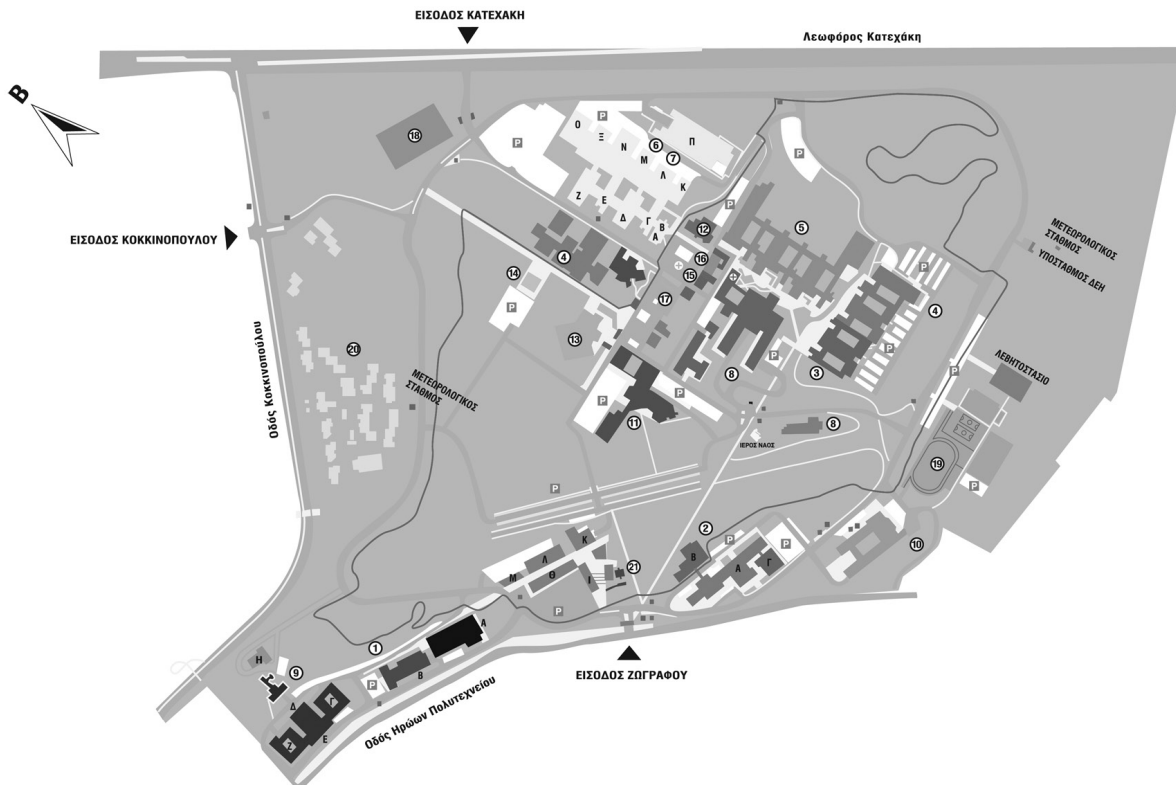 ΕΙΣΟΔΟΣ ΚΑΤΕΧΑΚΗ
Λεωφόρος Κατεχάκη
Β
18
P
P
Ο
Ξ
Ν
Μ
Λ
Κ
6
7
Π
P
Ζ
Ε
Δ
Γ
Β
Α
P
ΕΙΣΟΔΟΣ ΚΟΚΚΙΝΟΠΟΥΛΟΥ
12
5
ΜΕΤΕΩΡΟΛΟΓΙΚΟΣ
ΣΤΑΘΜΟΣ
ΥΠΟΣΤΑΘΜΟΣ ΔΕΗ
4
16
15
14
P
17
P
4
13
P
20
Οδός Κοκκινοπούλου
ΜΕΤΕΩΡΟΛΟΓΙΚΟΣ
ΣΤΑΘΜΟΣ
P
8
3
ΛΕΒΗΤΟΣΤΑΣΙΟ
P
P
P
11
8
ΙΕΡΟΣ ΝΑΟΣ
19
P
P
2
P
10
Κ
Λ
Θ
Μ
Ι
21
Β
Α
Γ
P
P
ΕΙΣΟΔΟΣ ΖΩΓΡΑΦΟΥ
1
Α
Β
P
Η
9
Δ
Γ
Ε
Ζ
Οδός Ηρώων Πολυτεχνείου